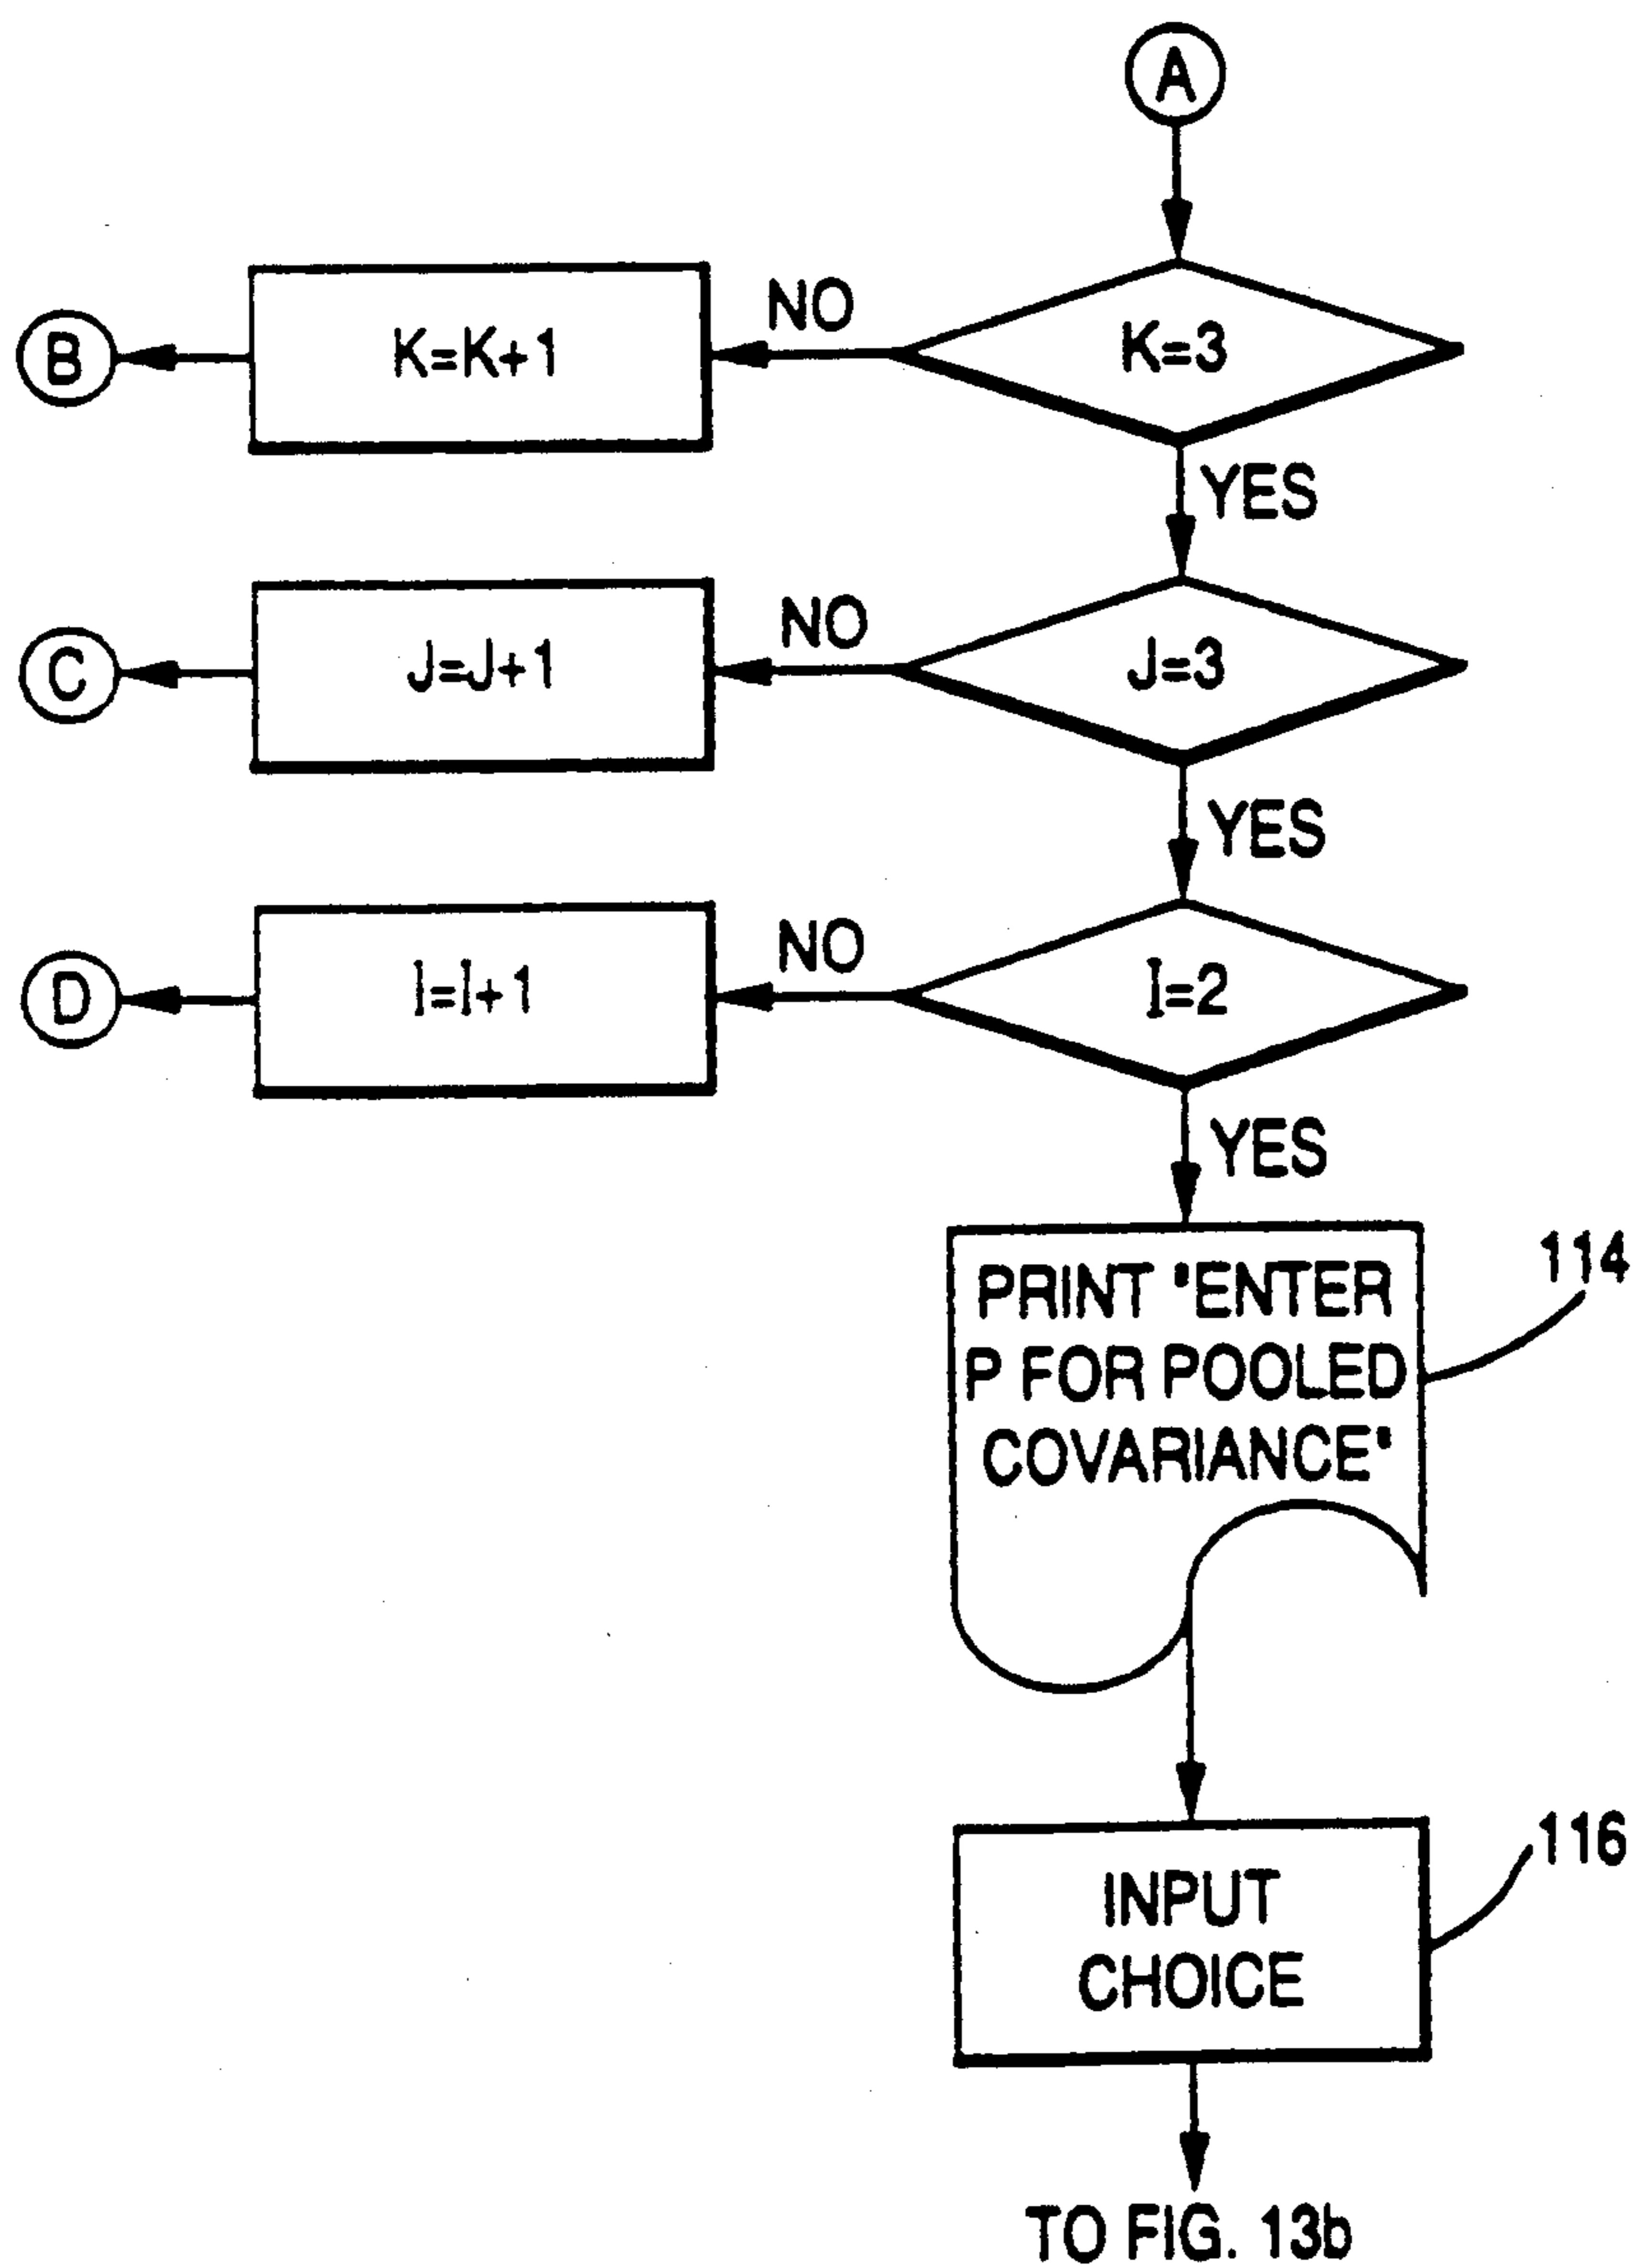 A
B
K=K+1
NO
K=3
YES
C
J=J+1
NO
J=3
YES
D
I=I+1
NO
I=2
YES
PRINT "ENTER
P FOR POOLED
COVARIANCE"
114
INPUT
CHOICE
116
TO FIG. 13b